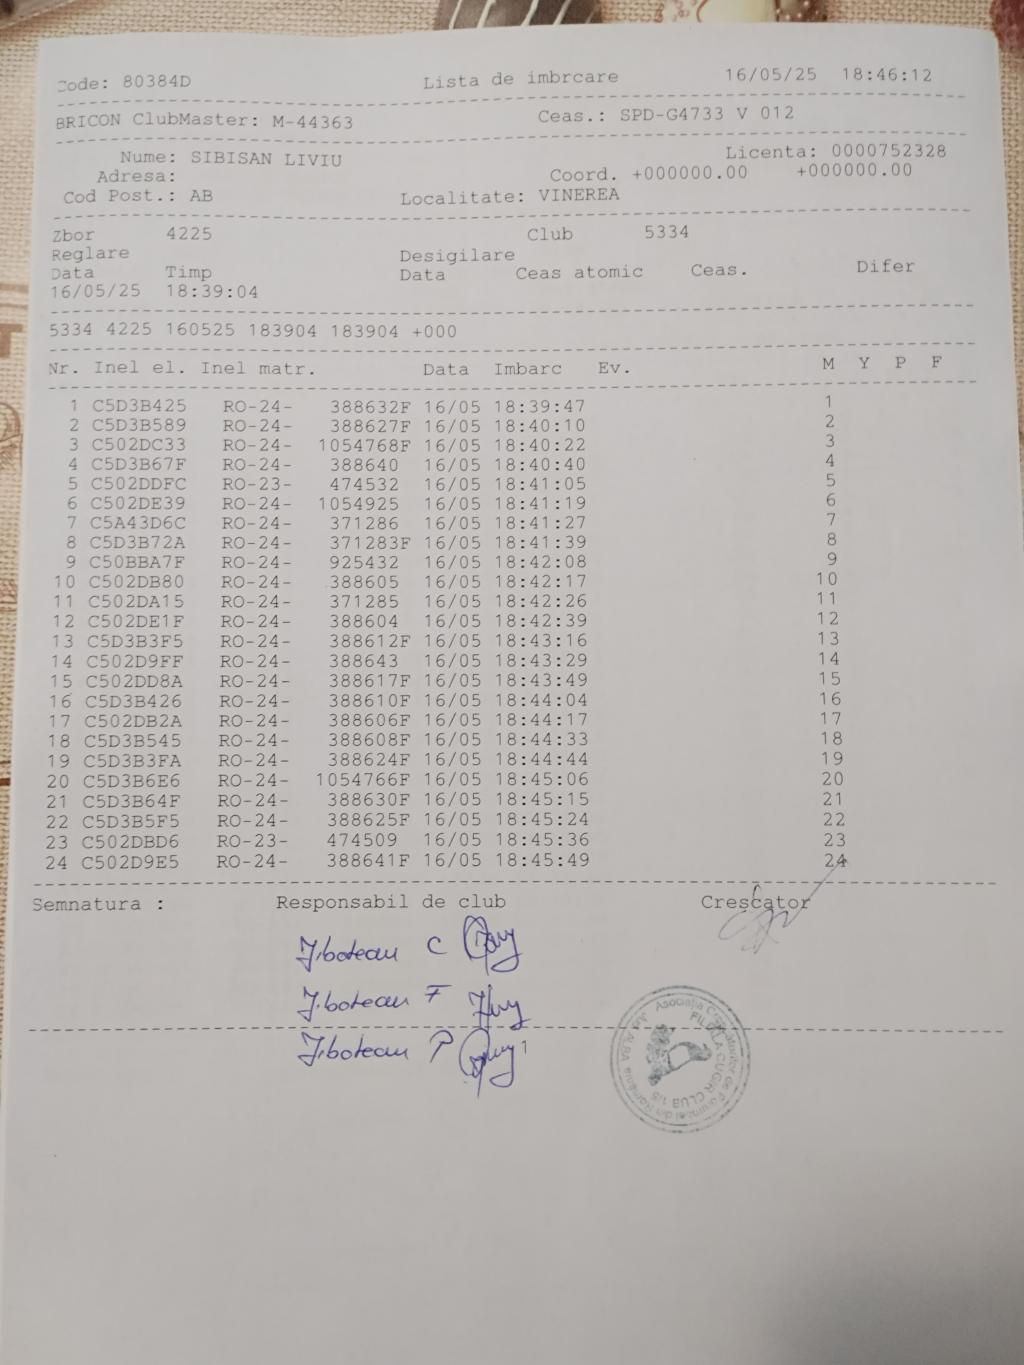 Code: 80384D Lista de imbrcare 16/05/25 18:46:12
BRICON ClubMaster: M-44363 Ceas.: SPD-G4733 V 012
Nume: SIBISAN LIVIU Licenta: 0000752328
Adresa: Coord. +000000.00 +000000.00
Cod Post.: AB Localitate: VINEREA
Zbor 4225 Club 5334
Reglare Desigilare
Data Timp Data Ceas atomic Ceas. Difer
16/05/25 18:39:04
5334 4225 160525 183904 183904 +000
Nr. Inel el. Inel matr. Data Imbarc Ev. M Y P F
1 C5D3B425 RO-24- 388632F 16/05 18:39:47 1
2 C5D3B589 RO-24- 388627F 16/05 18:40:10 2
3 C502DC33 RO-24- 1054768F 16/05 18:40:22 3
4 C5D3B67F RO-24- 388640 16/05 18:40:40 4
5 C502DDFC RO-23- 474532 16/05 18:41:05 5
6 C502DE39 RO-24- 1054925 16/05 18:41:19 6
7 C5A43D6C RO-24- 371286 16/05 18:41:27 7
8 C5D3B72A RO-24- 371283F 16/05 18:41:39 8
9 C50BBA7F RO-24- 925432 16/05 18:42:08 9
10 C502DB80 RO-24- 388605 16/05 18:42:17 10
11 C502DA15 RO-24- 371285 16/05 18:42:26 11
12 C502DE1F RO-24- 388604 16/05 18:42:39 12
13 C5D3B3F5 RO-24- 388612F 16/05 18:43:16 13
14 C502D9FF RO-24- 388643 16/05 18:43:29 14
15 C502DD8A RO-24- 388617F 16/05 18:43:49 15
16 C5D3B426 RO-24- 388610F 16/05 18:44:04 16
17 C502DB2A RO-24- 388606F 16/05 18:44:17 17
18 C5D3B545 RO-24- 388608F 16/05 18:44:33 18
19 C5D3B3FA RO-24- 388624F 16/05 18:44:44 19
20 C5D3B6E6 RO-24- 1054766F 16/05 18:45:06 20
21 C5D3B64F RO-24- 388630F 16/05 18:45:15 21
22 C5D3B5F5 RO-24- 388625F 16/05 18:45:24 22
23 C502DBD6 RO-23- 474509 16/05 18:45:36 23
24 C502D9E5 RO-24- 388641F 16/05 18:45:49 24
Semnatura : Responsabil de club Crescator
Jiboteau C
Jiboteau F
Jiboteau P
1
FILIALA CUGIR CLUB 1/5